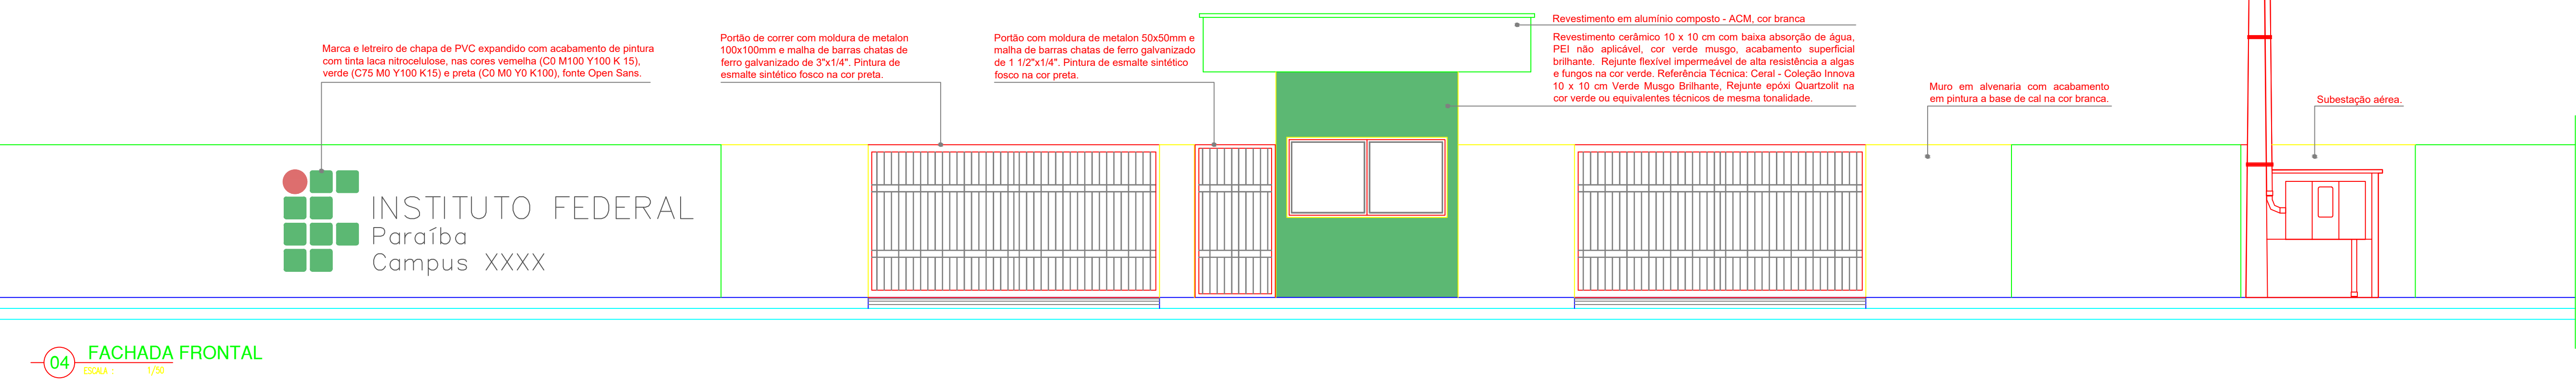 Marca e letreiro de chapa de PVC expandido com acabamento de pintura
com tinta laca nitrocelulose, nas cores vemelha (C0 M100 Y100 K 15),
verde (C75 M0 Y100 K15) e preta (C0 M0 Y0 K100), fonte Open Sans.
Portão de correr com moldura de metalon
100x100mm e malha de barras chatas de
ferro galvanizado de 3"x1/4". Pintura de
esmalte sintético fosco na cor preta.
Portão com moldura de metalon 50x50mm e
malha de barras chatas de ferro galvanizado
de 1 1/2"x1/4". Pintura de esmalte sintético
fosco na cor preta.
Revestimento em alumínio composto - ACM, cor branca
Revestimento cerâmico 10 x 10 cm com baixa absorção de água,
PEI não aplicável, cor verde musgo, acabamento superficial
brilhante. Rejunte flexível impermeável de alta resistência a algas
e fungos na cor verde. Referência Técnica: Ceral - Coleção Innova
10 x 10 cm Verde Musgo Brilhante, Rejunte epóxi Quartzolit na
cor verde ou equivalentes técnicos de mesma tonalidade.
Muro em alvenaria com acabamento
em pintura a base de cal na cor branca.
Subestação aérea.
INSTITUTO FEDERAL
Paraíba
Campus XXXX
04 FACHADA FRONTAL
ESCALA : 1/50